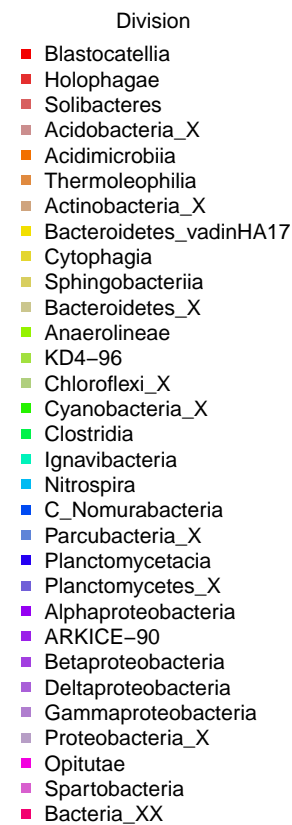 Division
Blastocatellia
Holophagae
Solibacteres
Acidobacteria_X
Acidimicrobiia
Thermoleophilia
Actinobacteria_X
Bacteroidetes_vadinHA17
Cytophagia
Sphingobacteriia
Bacteroidetes_X
Anaerolineae
KD4−96
Chloroflexi_X
Cyanobacteria_X
Clostridia
Ignavibacteria
Nitrospira
C_Nomurabacteria
Parcubacteria_X
Planctomycetacia
Planctomycetes_X
Alphaproteobacteria
ARKICE−90
Betaproteobacteria
Deltaproteobacteria
Gammaproteobacteria
Proteobacteria_X
Opitutae
Spartobacteria
Bacteria_XX